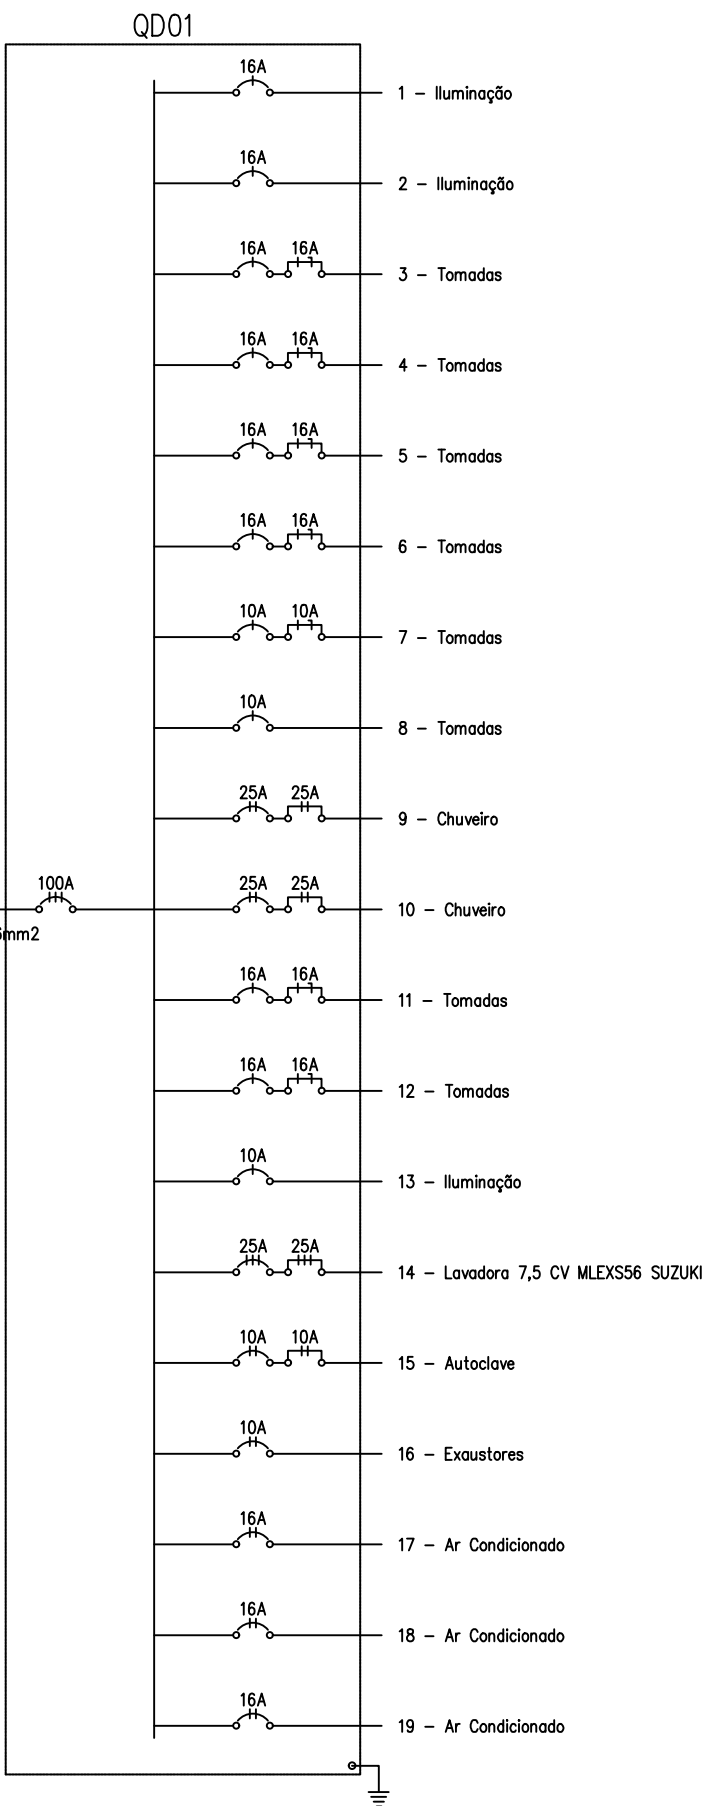 QD01
16A
1 - Iluminação
16A
2 - Iluminação
16A 16A
3 - Tomadas
16A 16A
4 - Tomadas
16A 16A
5 - Tomadas
16A 16A
6 - Tomadas
10A 10A
7 - Tomadas
10A
8 - Tomadas
25A 25A
9 - Chuveiro
100A
25A 25A
10 - Chuveiro
16A 16A
11 - Tomadas
16A 16A
12 - Tomadas
10A
13 - Iluminação
25A 25A
14 - Lavadora 7,5 CV MLEXS56 SUZUKI
10A 10A
15 - Autoclave
10A
16 - Exaustores
16A
17 - Ar Condicionado
16A
18 - Ar Condicionado
16A
19 - Ar Condicionado